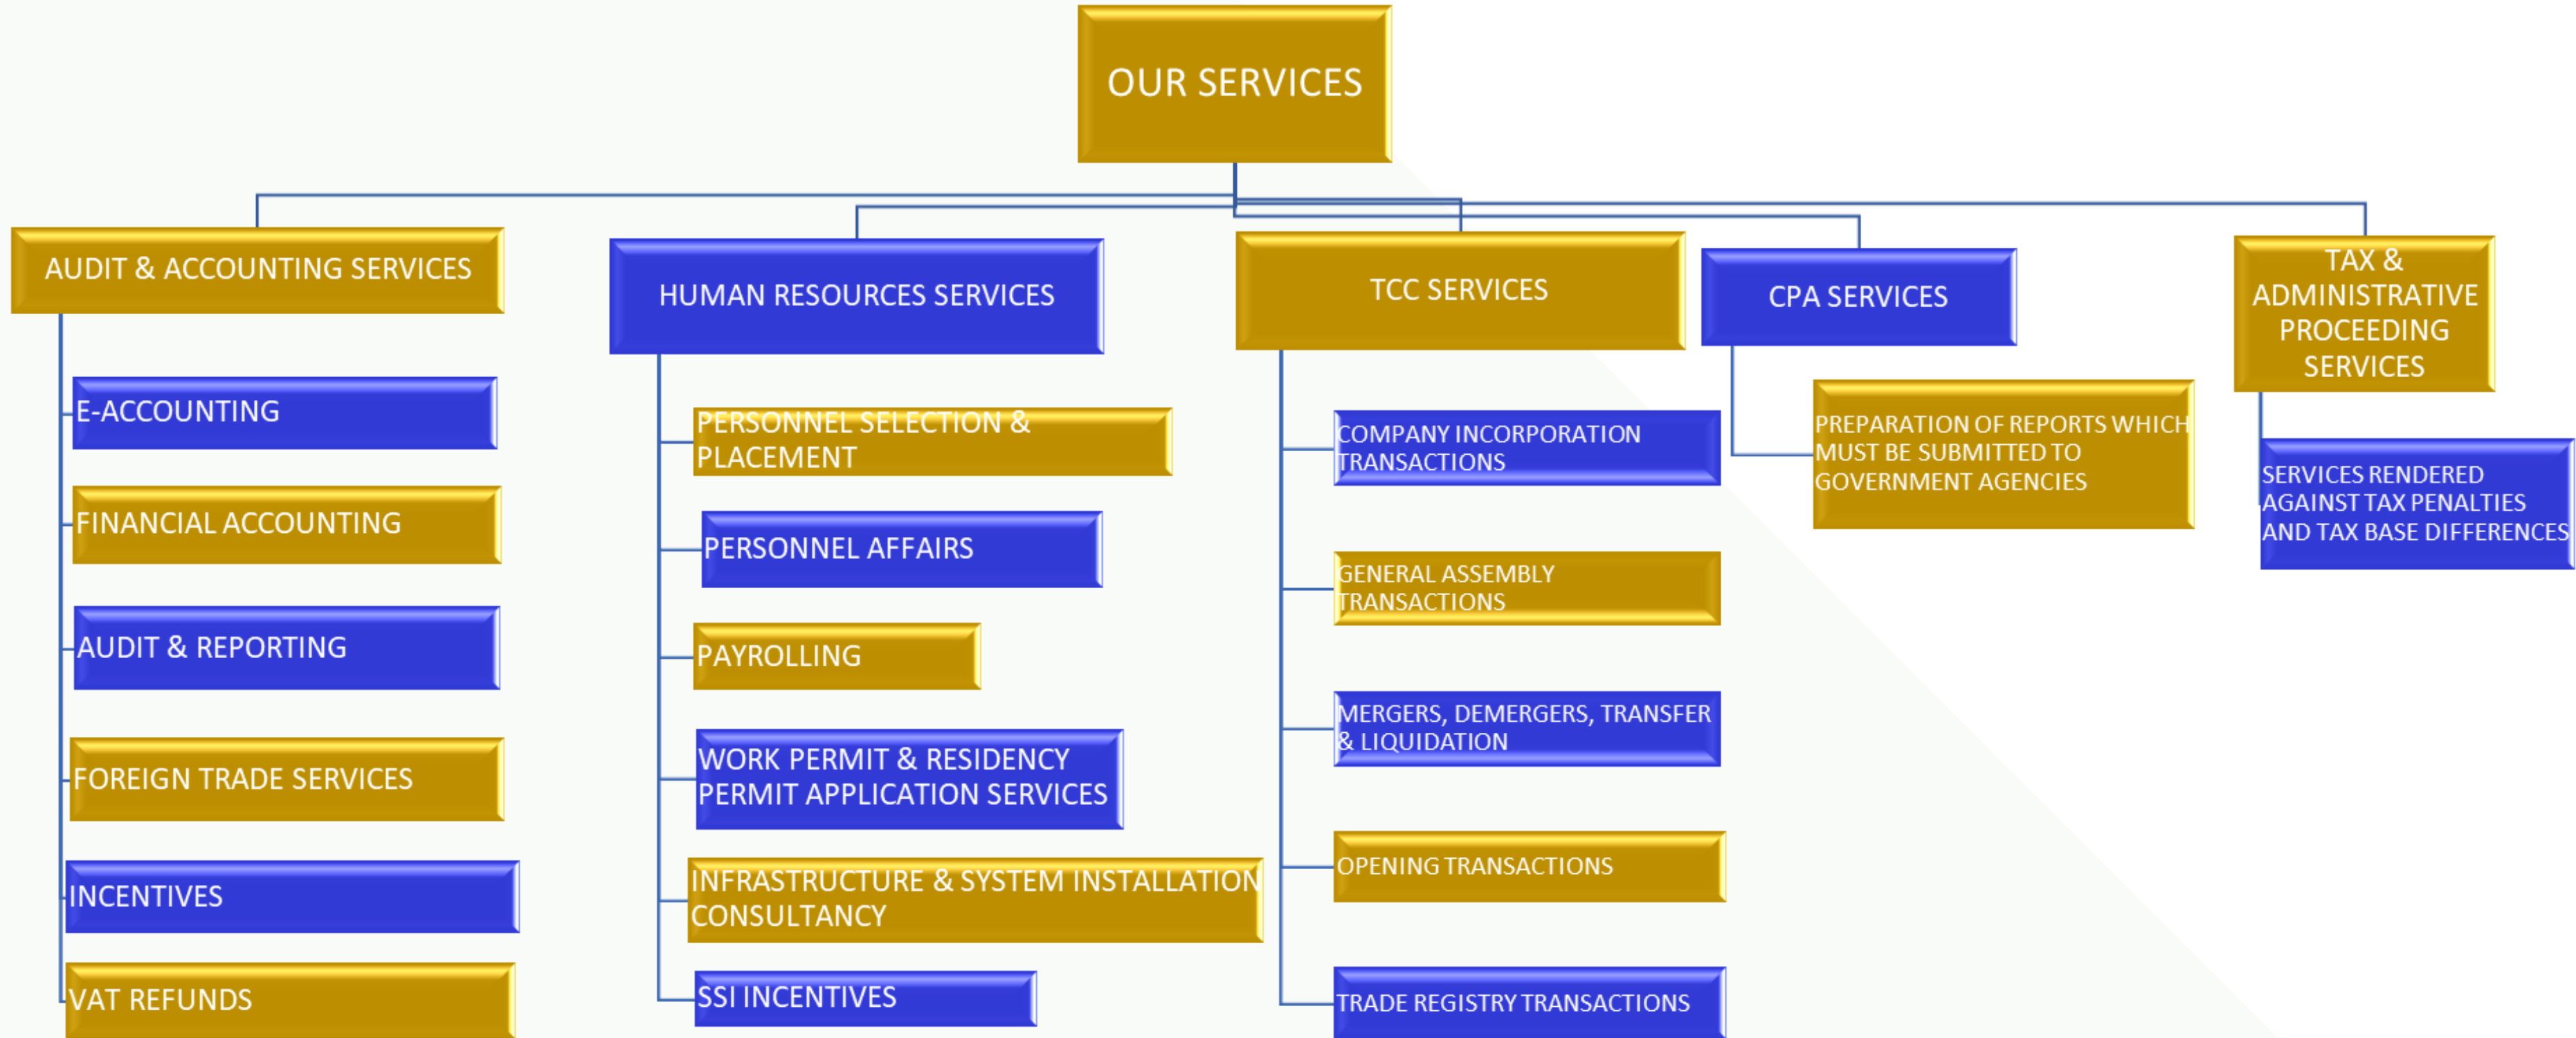 OUR SERVICES
AUDIT & ACCOUNTING SERVICES
E-ACCOUNTING
FINANCIAL ACCOUNTING
AUDIT & REPORTING
FOREIGN TRADE SERVICES
INCENTIVES
VAT REFUNDS
HUMAN RESOURCES SERVICES
PERSONNEL SELECTION &
PLACEMENT
PERSONNEL AFFAIRS
PAYROLLING
WORK PERMIT & RESIDENCY
PERMIT APPLICATION SERVICES
INFRASTRUCTURE & SYSTEM INSTALLATION
CONSULTANCY
SSI INCENTIVES
TCC SERVICES
COMPANY INCORPORATION
TRANSACTIONS
GENERAL ASSEMBLY
TRANSACTIONS
MERGERS, DEMERGERS, TRANSFER
& LIQUIDATION
OPENING TRANSACTIONS
TRADE REGISTRY TRANSACTIONS
CPA SERVICES
PREPARATION OF REPORTS WHICH
MUST BE SUBMITTED TO
GOVERNMENT AGENCIES
TAX &
ADMINISTRATIVE
PROCEEDING
SERVICES
SERVICES RENDERED
AGAINST TAX PENALTIES
AND TAX BASE DIFFERENCES